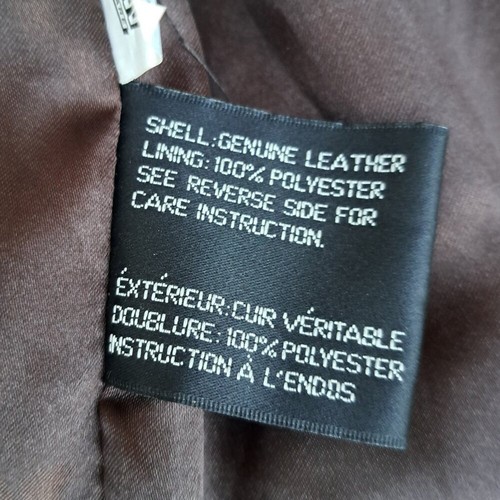 SHELL:GENUINE LEATHER
LINING:100% POLYESTER
SEE REVERSE SIDE FOR
CARE INSTRUCTION.
ÉXTÉRIEUR:CUIR VÉRITABLE
DOUBLURE:100% POLYESTER
INSTRUCTION À L'ENDOS